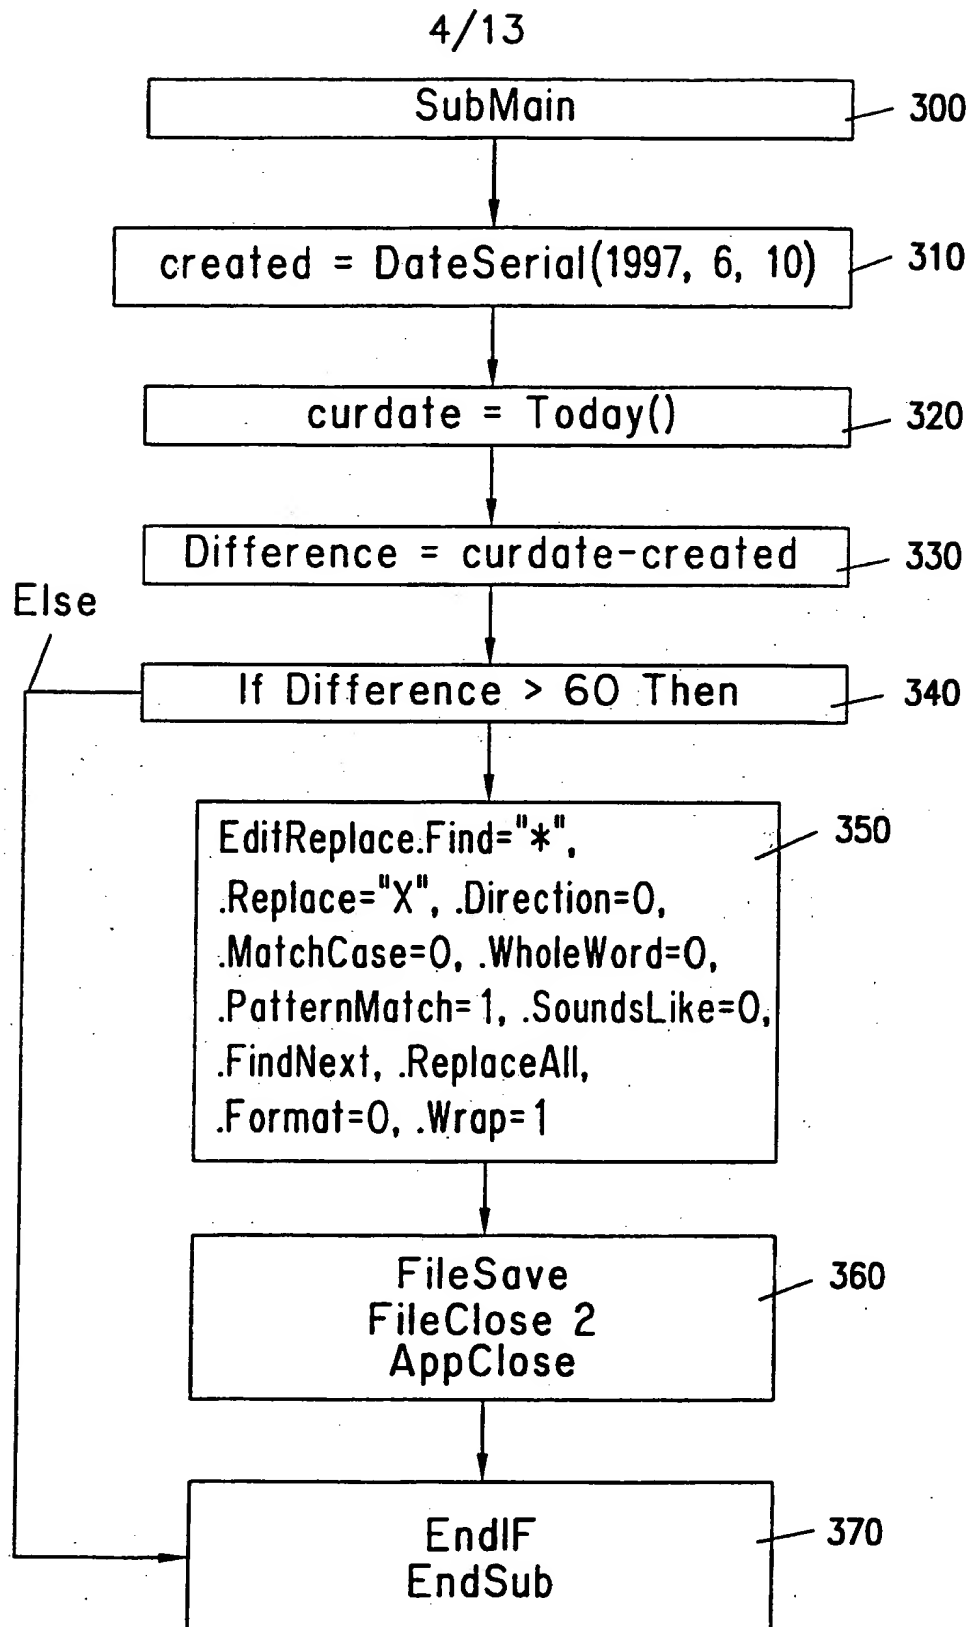 4/13
SubMain
300
created = DateSerial(1997, 6, 10)
310
curdate = Today()
320
Difference = curdate-created
330
Else
If Difference > 60 Then
340
EditReplace.Find="*",
.Replace="X", .Direction=0,
.MatchCase=0, .WholeWord=0,
.PatternMatch=1, .SoundsLike=0,
.FindNext, .ReplaceAll,
.Format=0, .Wrap=1
350
FileSave
FileClose 2
AppClose
360
EndIF
EndSub
370